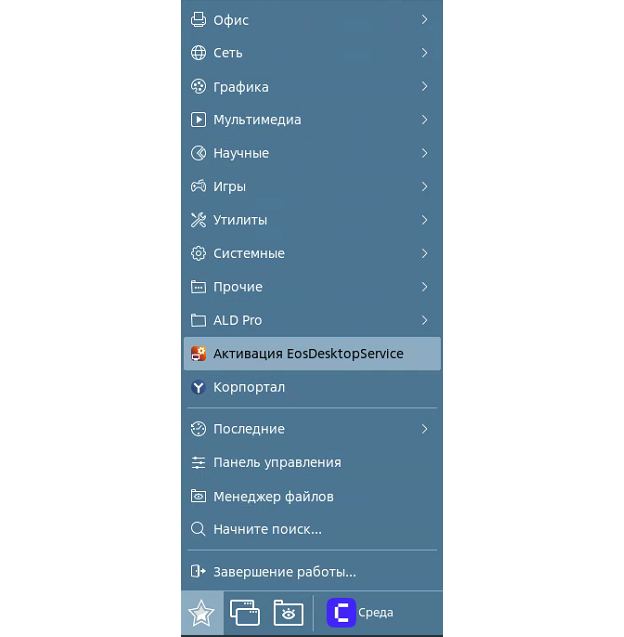 Офис
Сеть
Графика
Мультимедиа
Научные
Игры
Утилиты
Системные
Прочие
ALD Pro
Активация EosDesktopService
Корпортал
Последние
Панель управления
Менеджер файлов
Начните поиск...
Завершение работы...
Среда